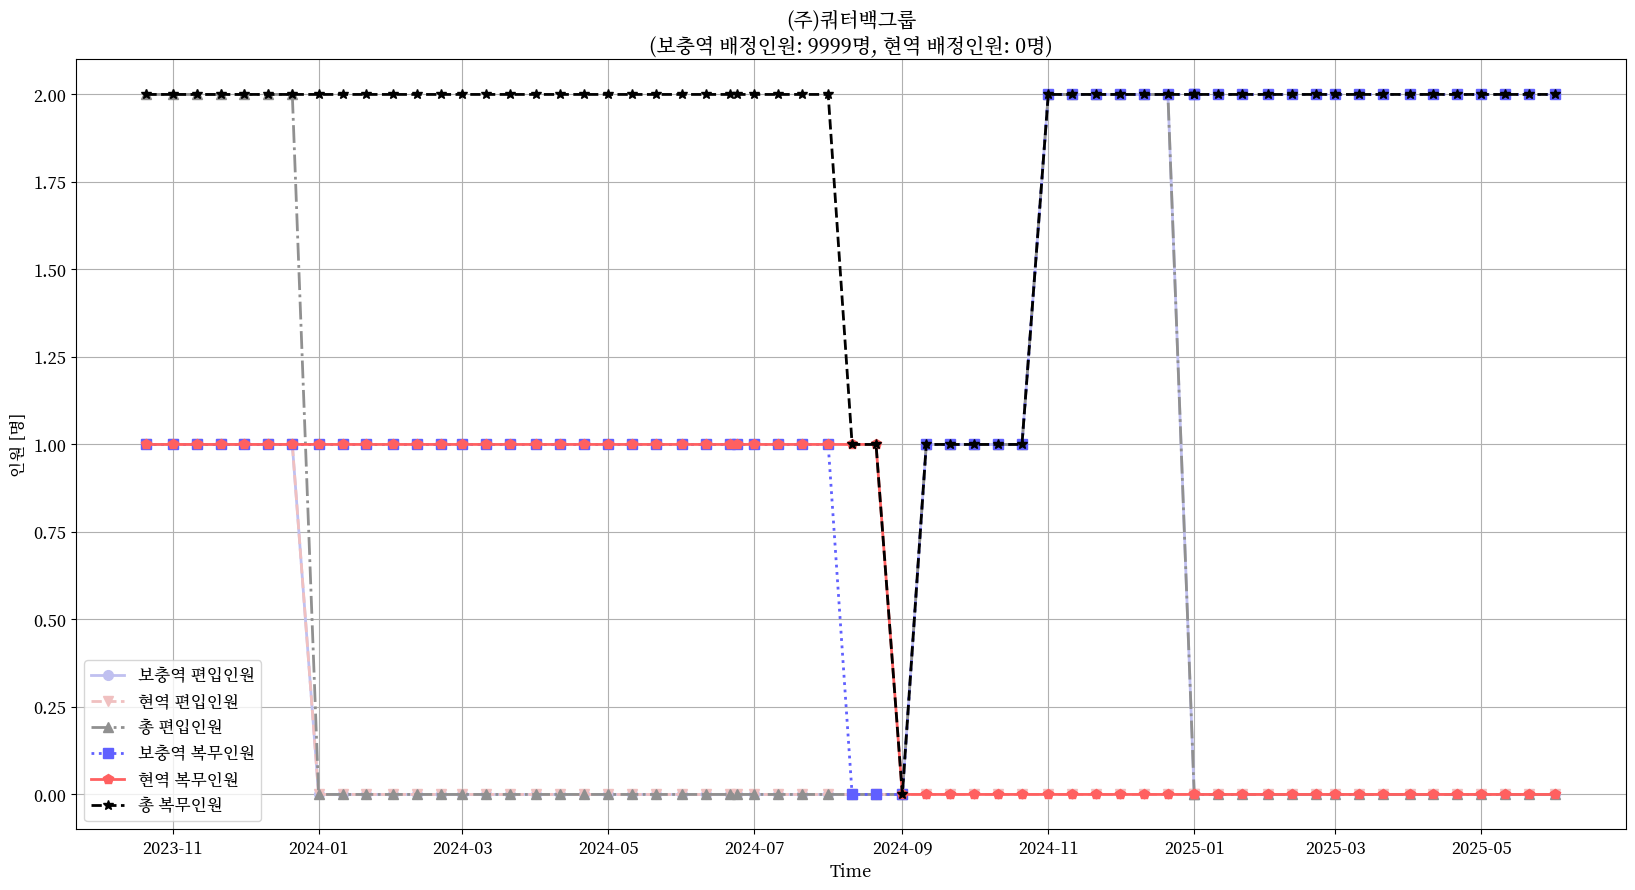 (주)쿼터백그룹
(보충역 배정인원: 9999명, 현역 배정인원: 0명)
2.00
1.75
1.50
1.25
1.00
0.75
0.50
0.25
0.00
인원 [명]
보충역 편입인원
현역 편입인원
총 편입인원
보충역 복무인원
현역 복무인원
총 복무인원
2023-11
2024-01
2024-03
2024-05
2024-07
2024-09
2024-11
2025-01
2025-03
2025-05
Time